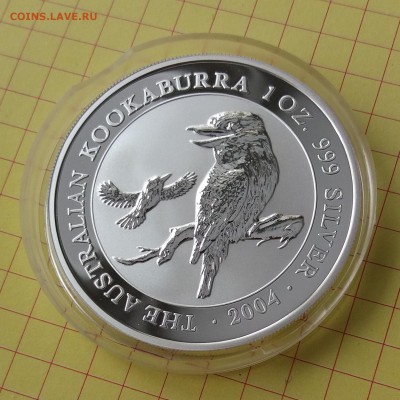 COINS.LAVE.RU
THE AUSTRALIAN KOOKABURRA 1 OZ. 999 SILVER · 2004 ·